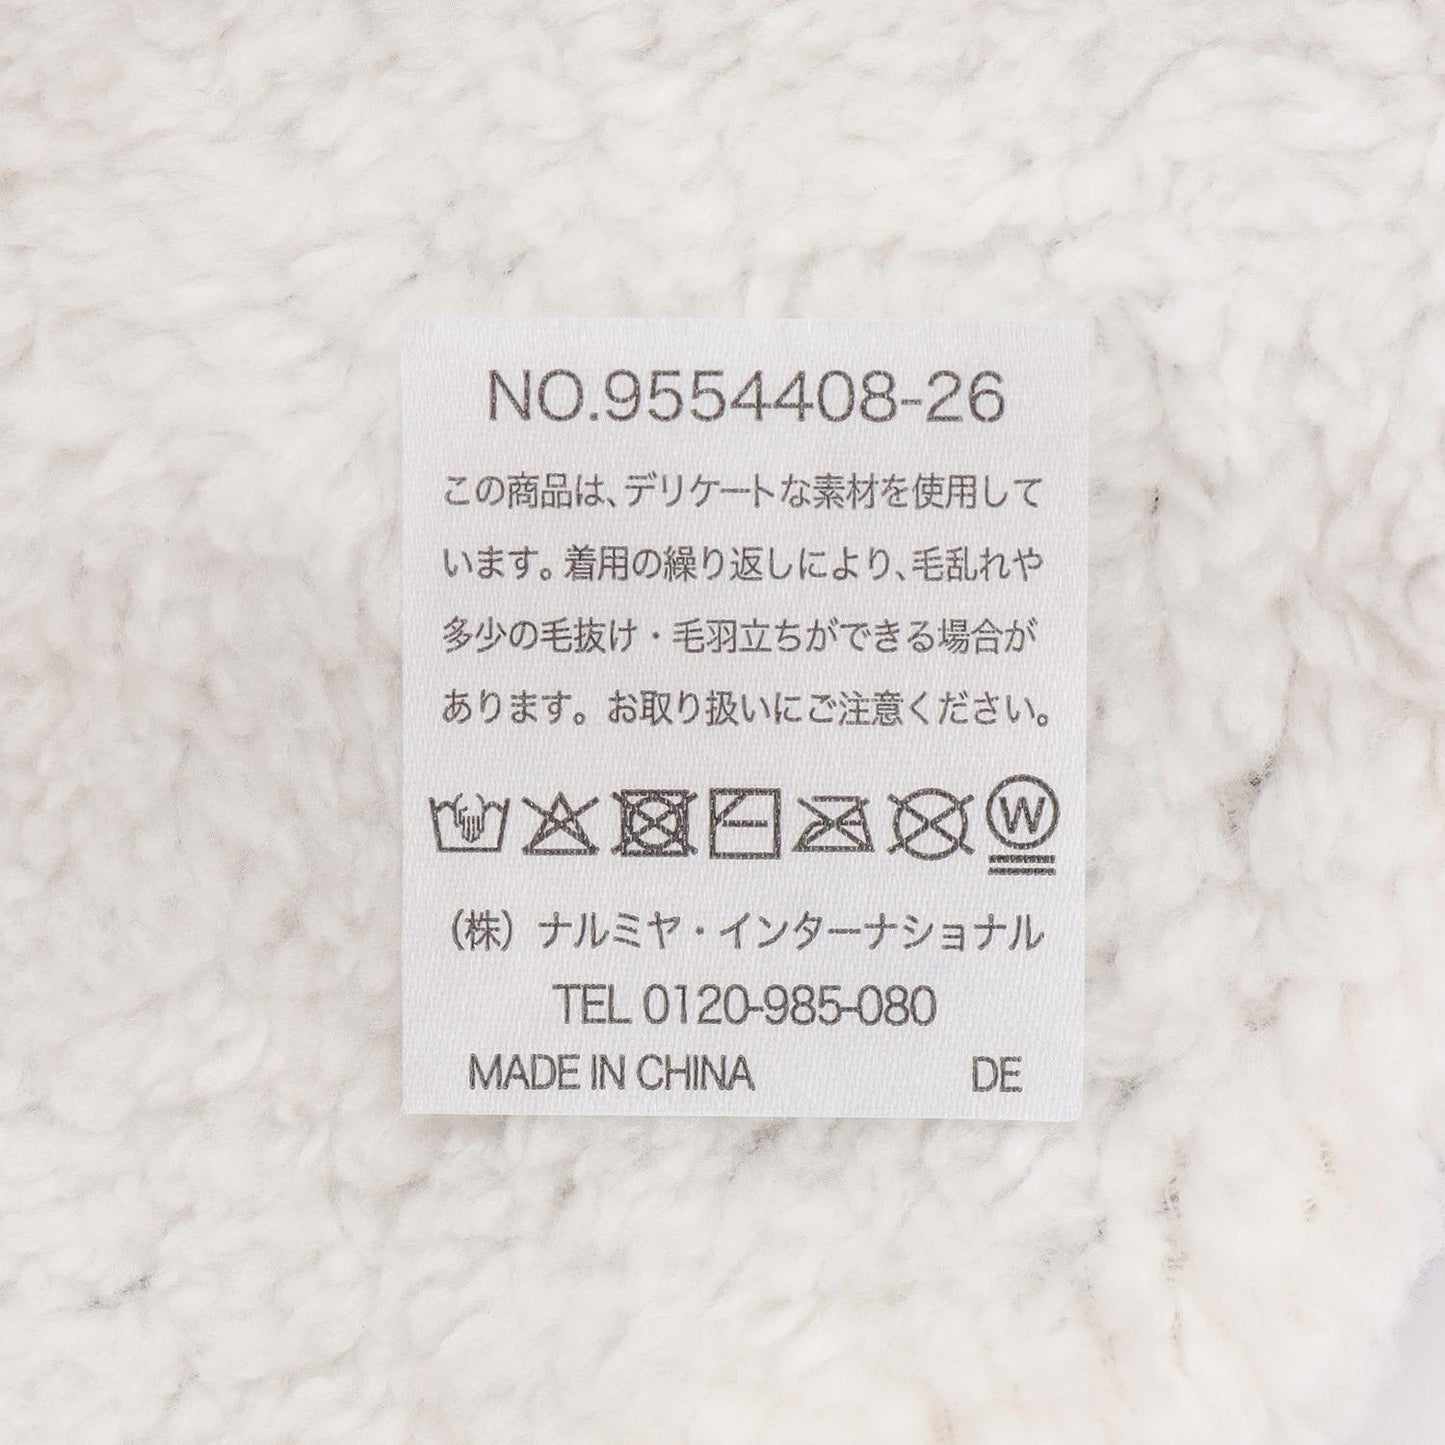 NO.9554408-26
この商品は、デリケートな素材を使用して
います。着用の繰り返しにより、毛乱れや
多少の毛抜け・毛羽立ちができる場合が
あります。お取り扱いにご注意ください。
W
（株）ナルミヤ・インターナショナル
TEL 0120-985-080
MADE IN CHINA DE